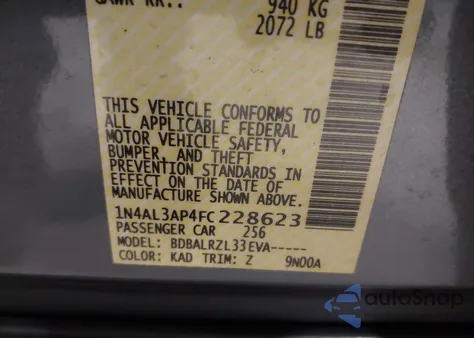 GAWR RR.: 940 KG
2072 LB
THIS VEHICLE CONFORMS TO
ALL APPLICABLE FEDERAL
MOTOR VEHICLE SAFETY,
BUMPER, AND THEFT
PREVENTION STANDARDS IN
EFFECT ON THE DATE OF
MANUFACTURE SHOWN ABOVE.
1N4AL3AP4FC228623
PASSENGER CAR 256
MODEL: BDBALRZL33EVA-----
COLOR: KAD TRIM: Z 9N00A
autoSnap